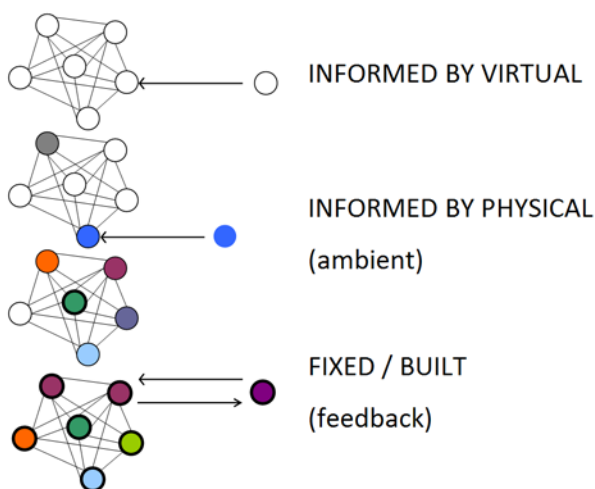 INFORMED BY VIRTUAL
INFORMED BY PHYSICAL
(ambient)
FIXED / BUILT
(feedback)